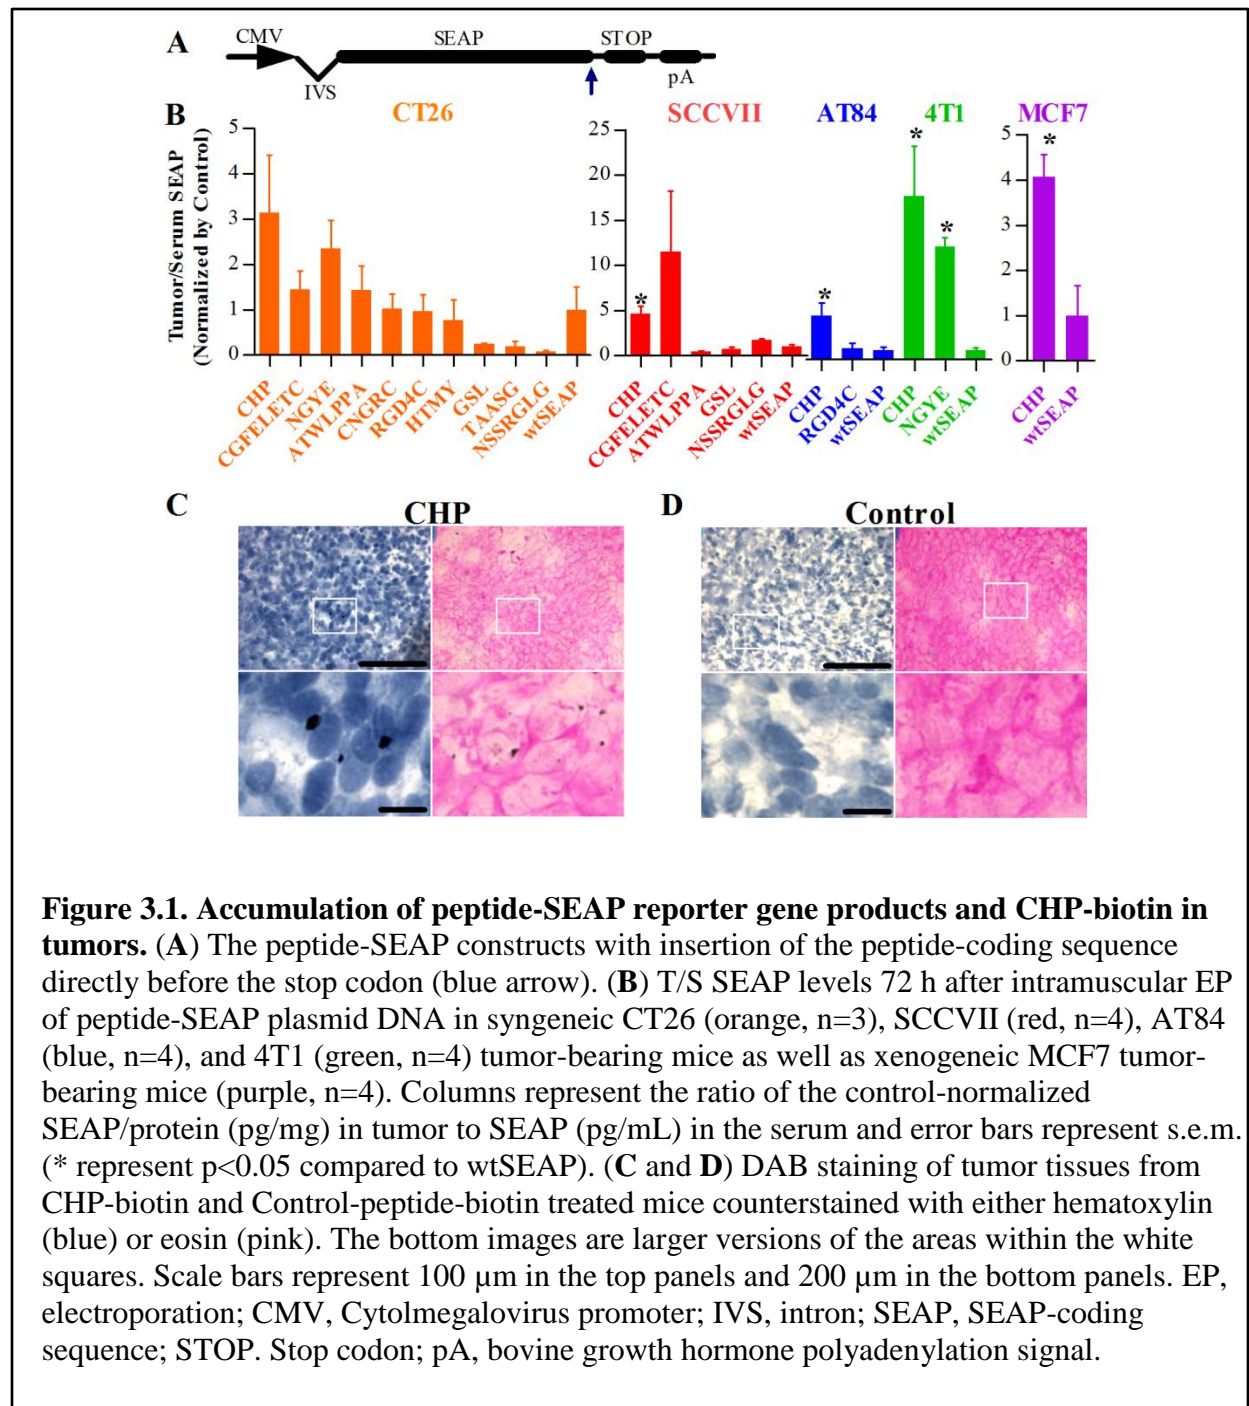 A
CMV
SEAP
STOP
IVS
pA
B
CT26
SCCVII
AT84
4T1
MCF7
Tumor/Serum SEAP
(Normalized by Control)
5
4
3
2
1
0
CHP
CGFELETC
NGYE
ATWLPPA
CNGRC
RGD4C
HTMY
GSL
TAASG
NSSRGLG
wtSEAP
25
20
15
10
5
0
*
CHP
CGFELETC
ATWLPPA
GSL
NSSRGLG
wtSEAP
*
CHP
RGD4C
wtSEAP
*
*
CHP
NGYE
wtSEAP
5
4
3
2
1
0
*
CHP
wtSEAP
C
CHP
D
Control
Figure 3.1. Accumulation of peptide-SEAP reporter gene products and CHP-biotin in
tumors. (A) The peptide-SEAP constructs with insertion of the peptide-coding sequence
directly before the stop codon (blue arrow). (B) T/S SEAP levels 72 h after intramuscular EP
of peptide-SEAP plasmid DNA in syngeneic CT26 (orange, n=3), SCCVII (red, n=4), AT84
(blue, n=4), and 4T1 (green, n=4) tumor-bearing mice as well as xenogeneic MCF7 tumor-
bearing mice (purple, n=4). Columns represent the ratio of the control-normalized
SEAP/protein (pg/mg) in tumor to SEAP (pg/mL) in the serum and error bars represent s.e.m.
(* represent p<0.05 compared to wtSEAP). (C and D) DAB staining of tumor tissues from
CHP-biotin and Control-peptide-biotin treated mice counterstained with either hematoxylin
(blue) or eosin (pink). The bottom images are larger versions of the areas within the white
squares. Scale bars represent 100 µm in the top panels and 200 µm in the bottom panels. EP,
electroporation; CMV, Cytolmegalovirus promoter; IVS, intron; SEAP, SEAP-coding
sequence; STOP. Stop codon; pA, bovine growth hormone polyadenylation signal.